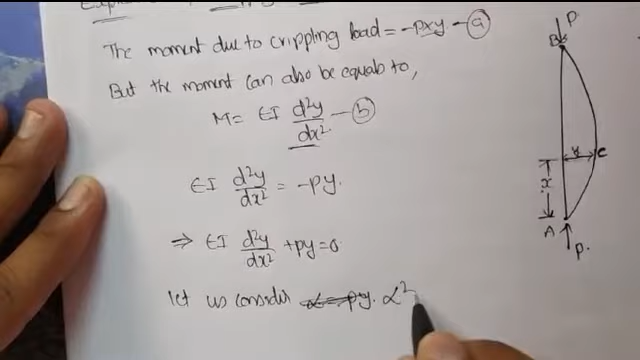 The moment due to crippling load = -Pxy - ⓐ
But the moment can also be equal to,
M = EI d²y/dx² - ⓑ
EI d²y/dx² = -Py.
⇒ EI d²y/dx² + Py = 0
let us consider α²
P
B
y
C
x
A
P.